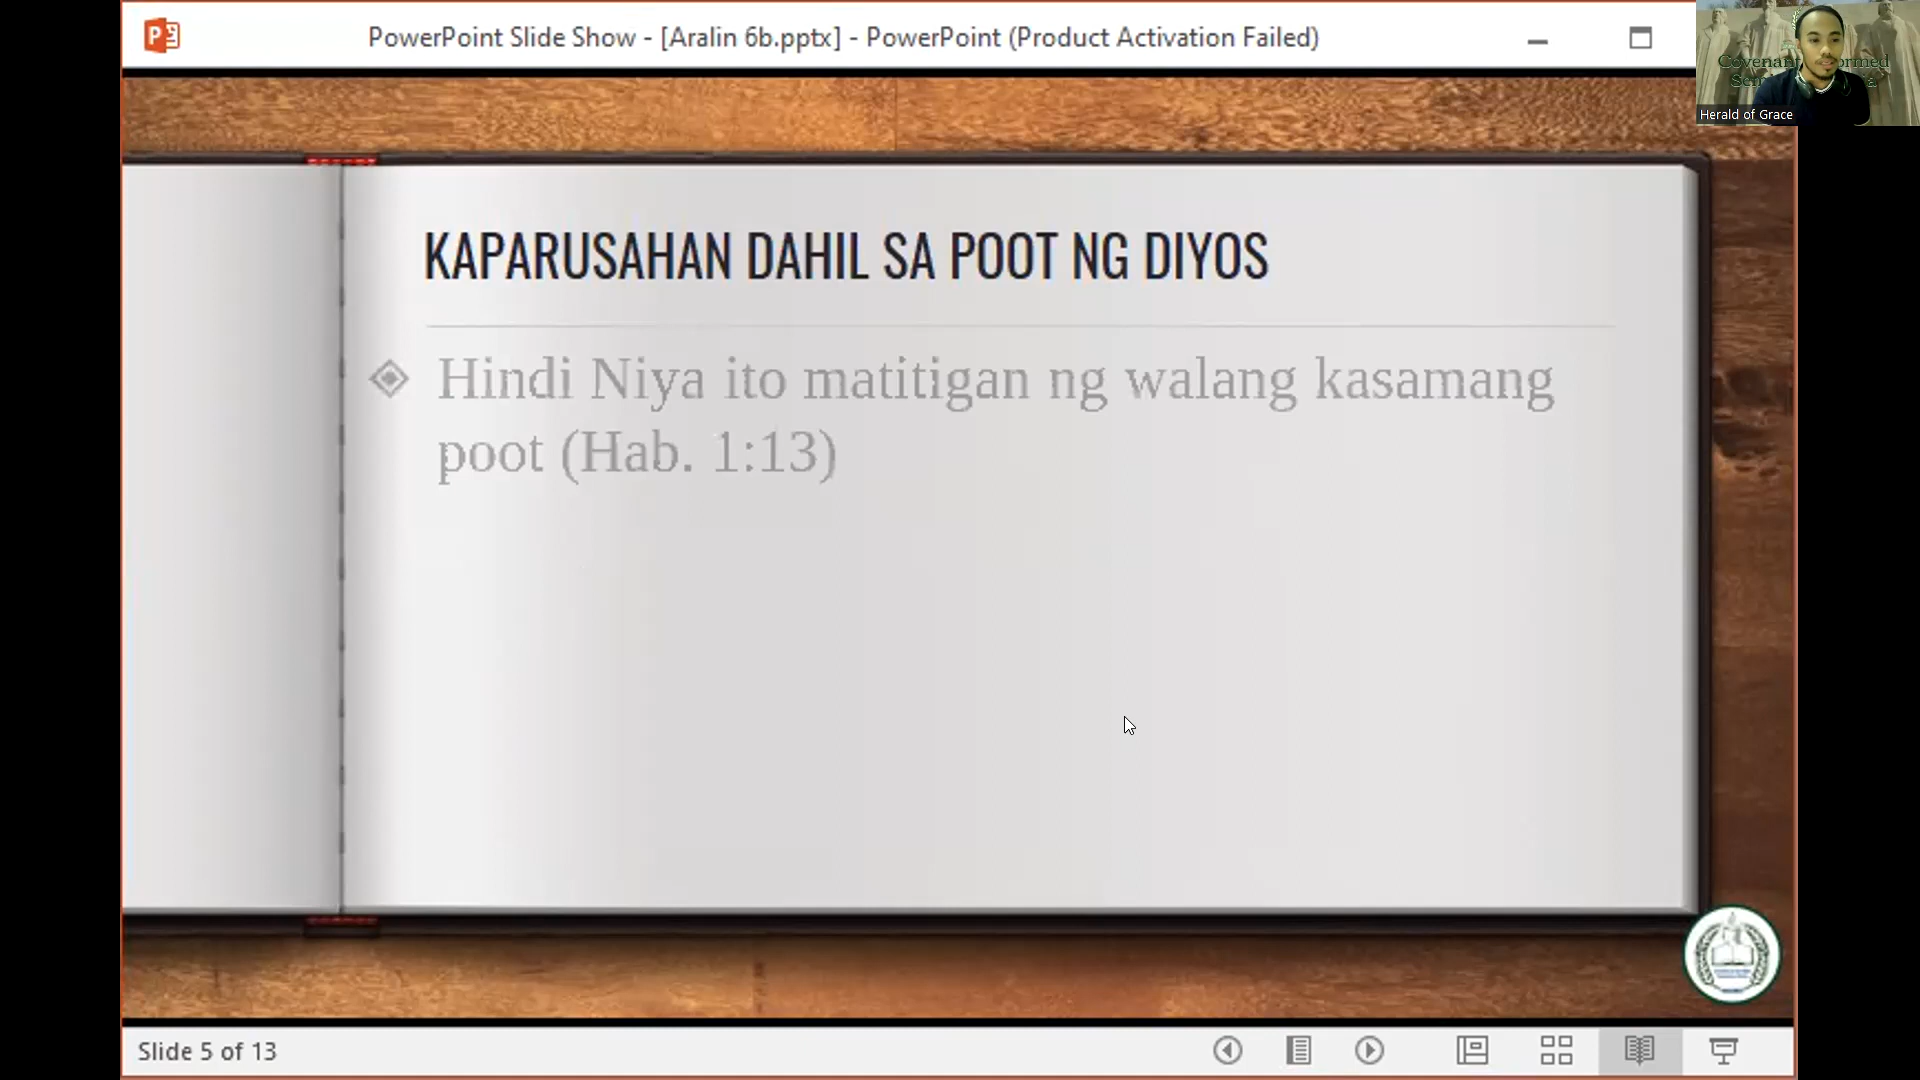 PowerPoint Slide Show - [Aralin 6b.pptx] - PowerPoint (Product Activation Failed)
Herald of Grace
KAPARUSAHAN DAHIL SA POOT NG DIYOS
Hindi Niya ito matitigan ng walang kasamang
poot (Hab. 1:13)
Slide 5 of 13